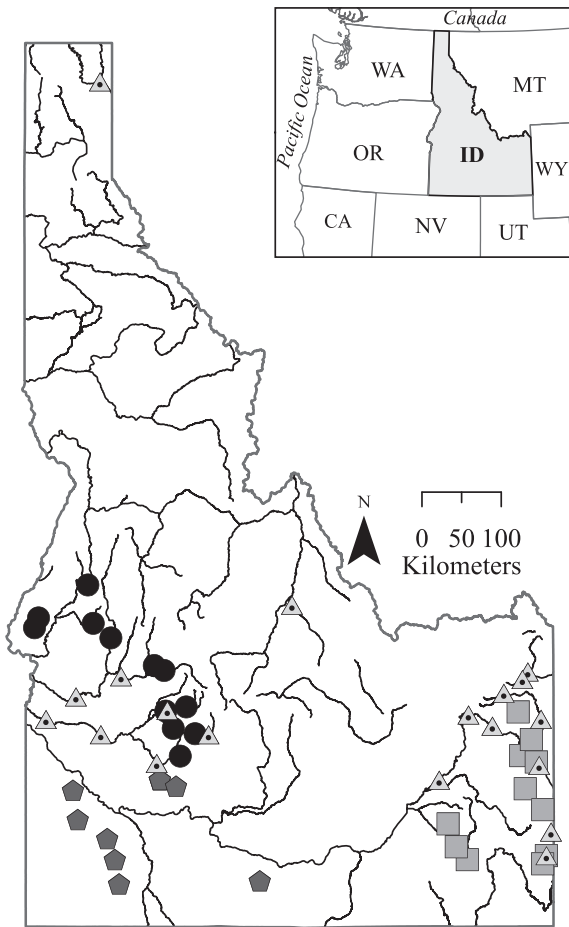 Canada
Pacific Ocean
WA
MT
OR
ID
WY
CA
NV
UT
N
0 50 100
Kilometers